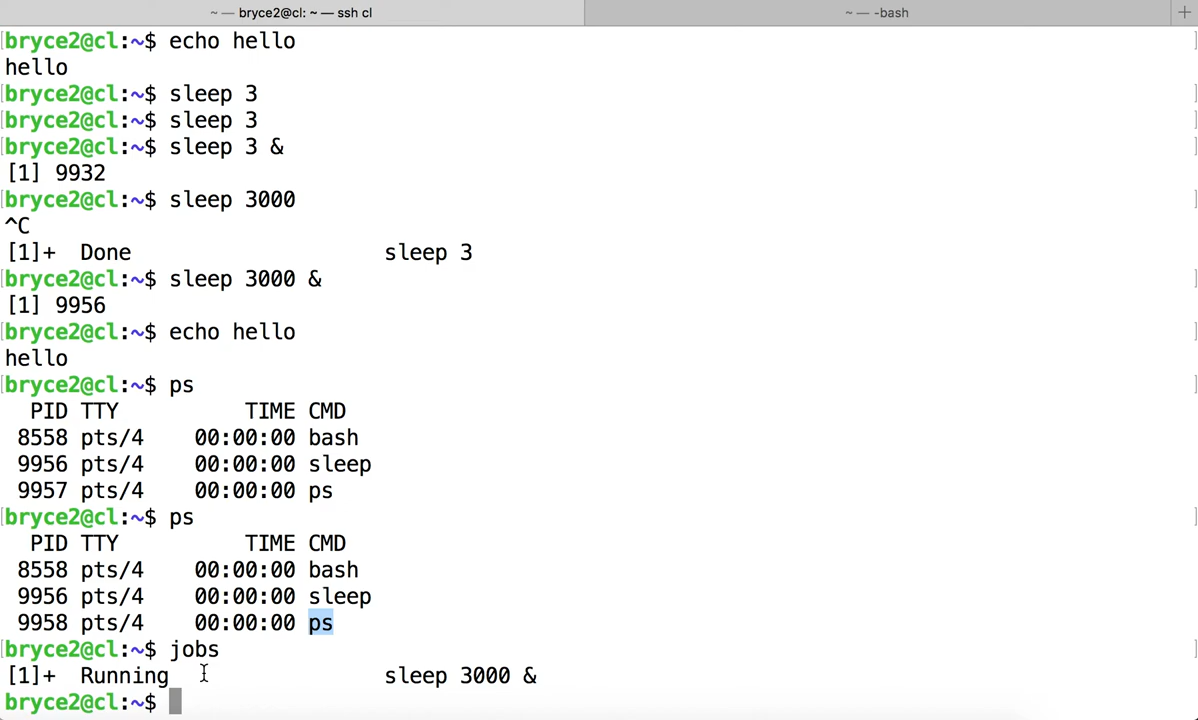 ~ — bryce2@cl: ~ — ssh cl ~ — -bash +
[bryce2@cl:~$ echo hello ]
hello
[bryce2@cl:~$ sleep 3 ]
[bryce2@cl:~$ sleep 3 ]
[bryce2@cl:~$ sleep 3 & ]
[1] 9932
[bryce2@cl:~$ sleep 3000 ]
^C
[1]+  Done                    sleep 3
[bryce2@cl:~$ sleep 3000 & ]
[1] 9956
[bryce2@cl:~$ echo hello ]
hello
[bryce2@cl:~$ ps ]
  PID TTY          TIME CMD
 8558 pts/4    00:00:00 bash
 9956 pts/4    00:00:00 sleep
 9957 pts/4    00:00:00 ps
[bryce2@cl:~$ ps ]
  PID TTY          TIME CMD
 8558 pts/4    00:00:00 bash
 9956 pts/4    00:00:00 sleep
 9958 pts/4    00:00:00 ps
[bryce2@cl:~$ jobs ]
[1]+  Running                 sleep 3000 &
bryce2@cl:~$